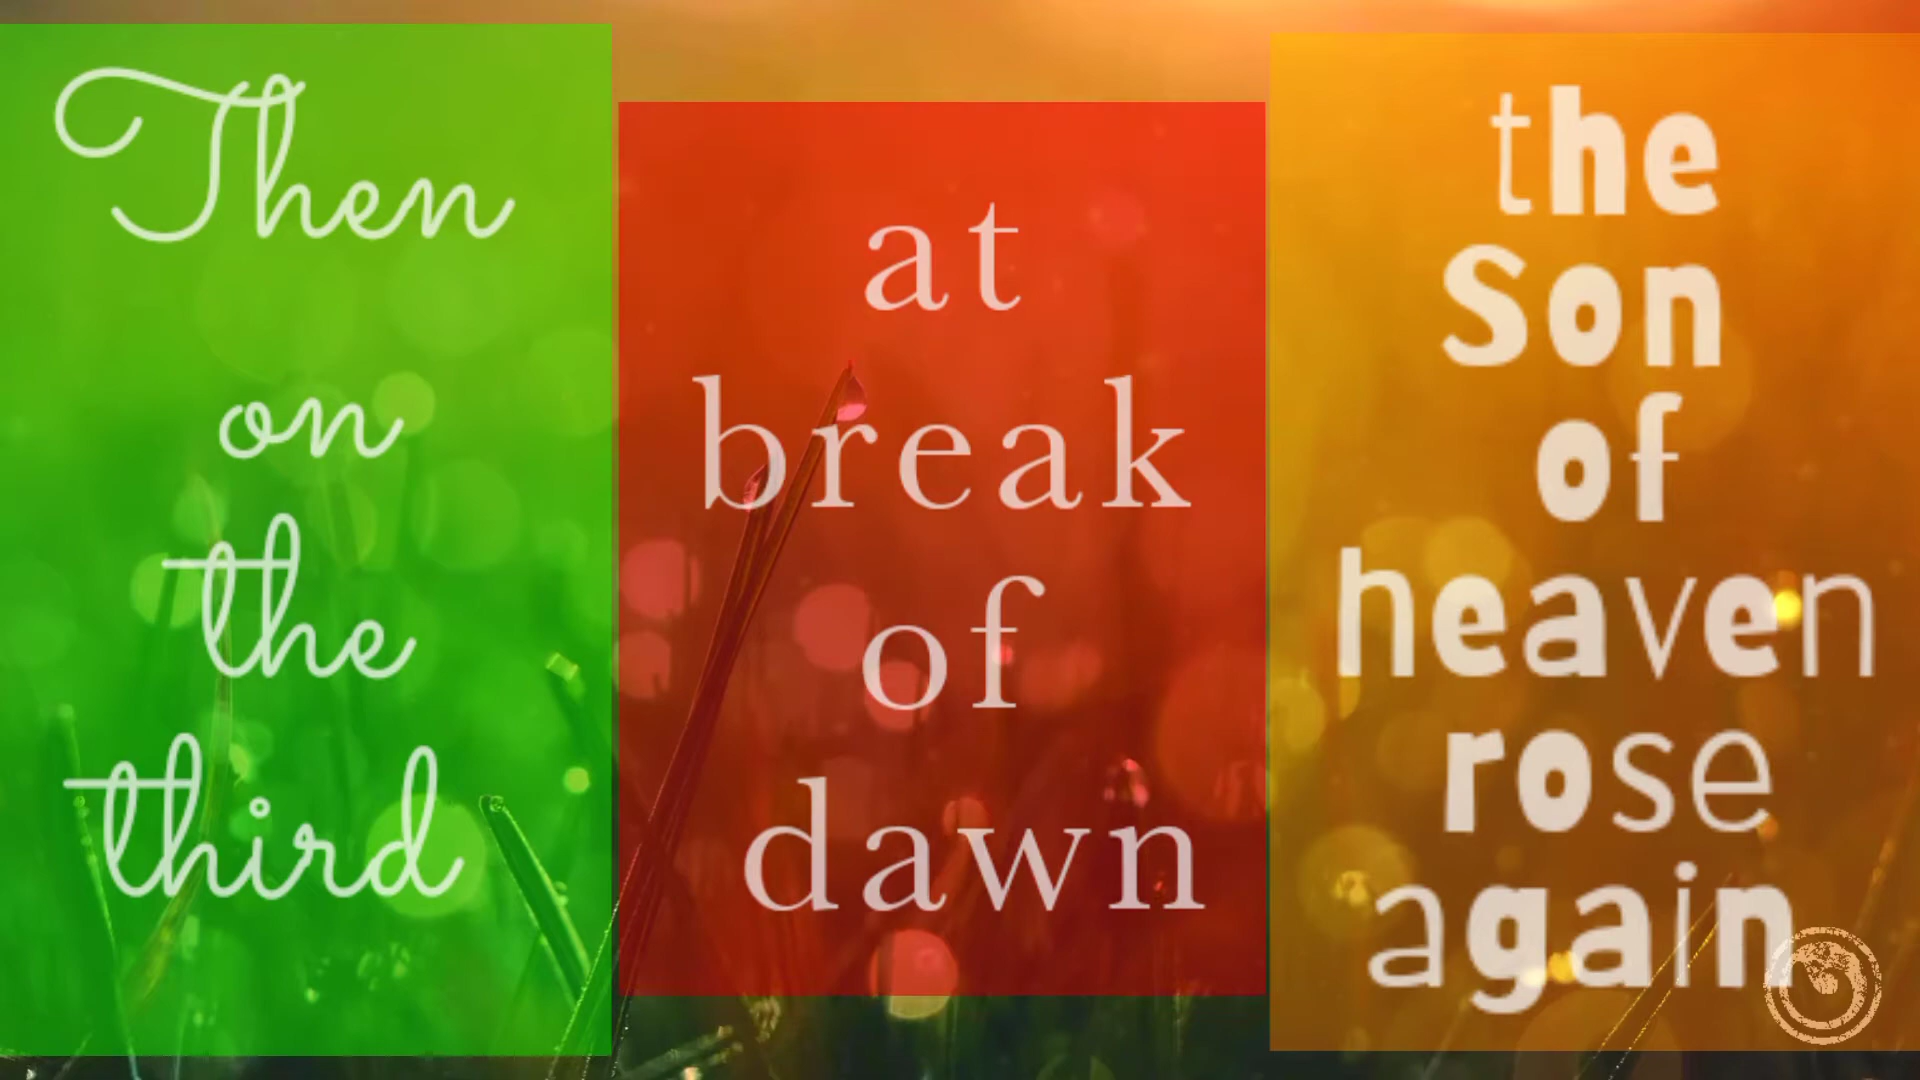 Then
on
the
third
at
break
of
dawn
the
Son
of
heaven
rose
again